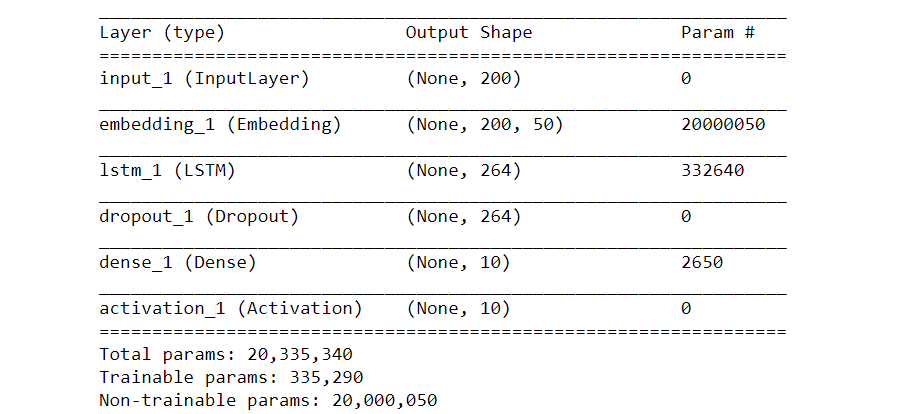 _________________________________________________________________
Layer (type)                 Output Shape              Param #
=================================================================
input_1 (InputLayer)         (None, 200)               0
_________________________________________________________________
embedding_1 (Embedding)      (None, 200, 50)           20000050
_________________________________________________________________
lstm_1 (LSTM)                (None, 264)               332640
_________________________________________________________________
dropout_1 (Dropout)          (None, 264)               0
_________________________________________________________________
dense_1 (Dense)              (None, 10)                2650
_________________________________________________________________
activation_1 (Activation)    (None, 10)                0
=================================================================
Total params: 20,335,340
Trainable params: 335,290
Non-trainable params: 20,000,050